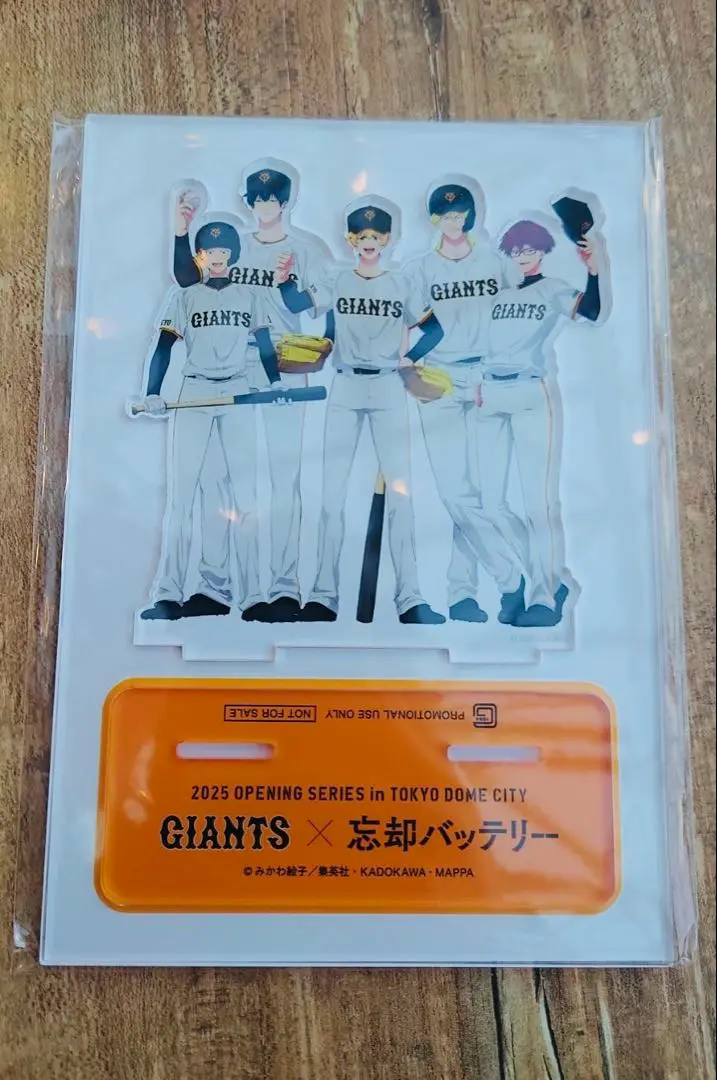 GIANTS
GIANTS
GIANTS
GIANTS
GIANTS
PROMOTIONAL USE ONLY NOT FOR SALE
2025 OPENING SERIES in TOKYO DOME CITY
GIANTS × 忘却バッテリー
©みかわ絵子/集英社・KADOKAWA・MAPPA